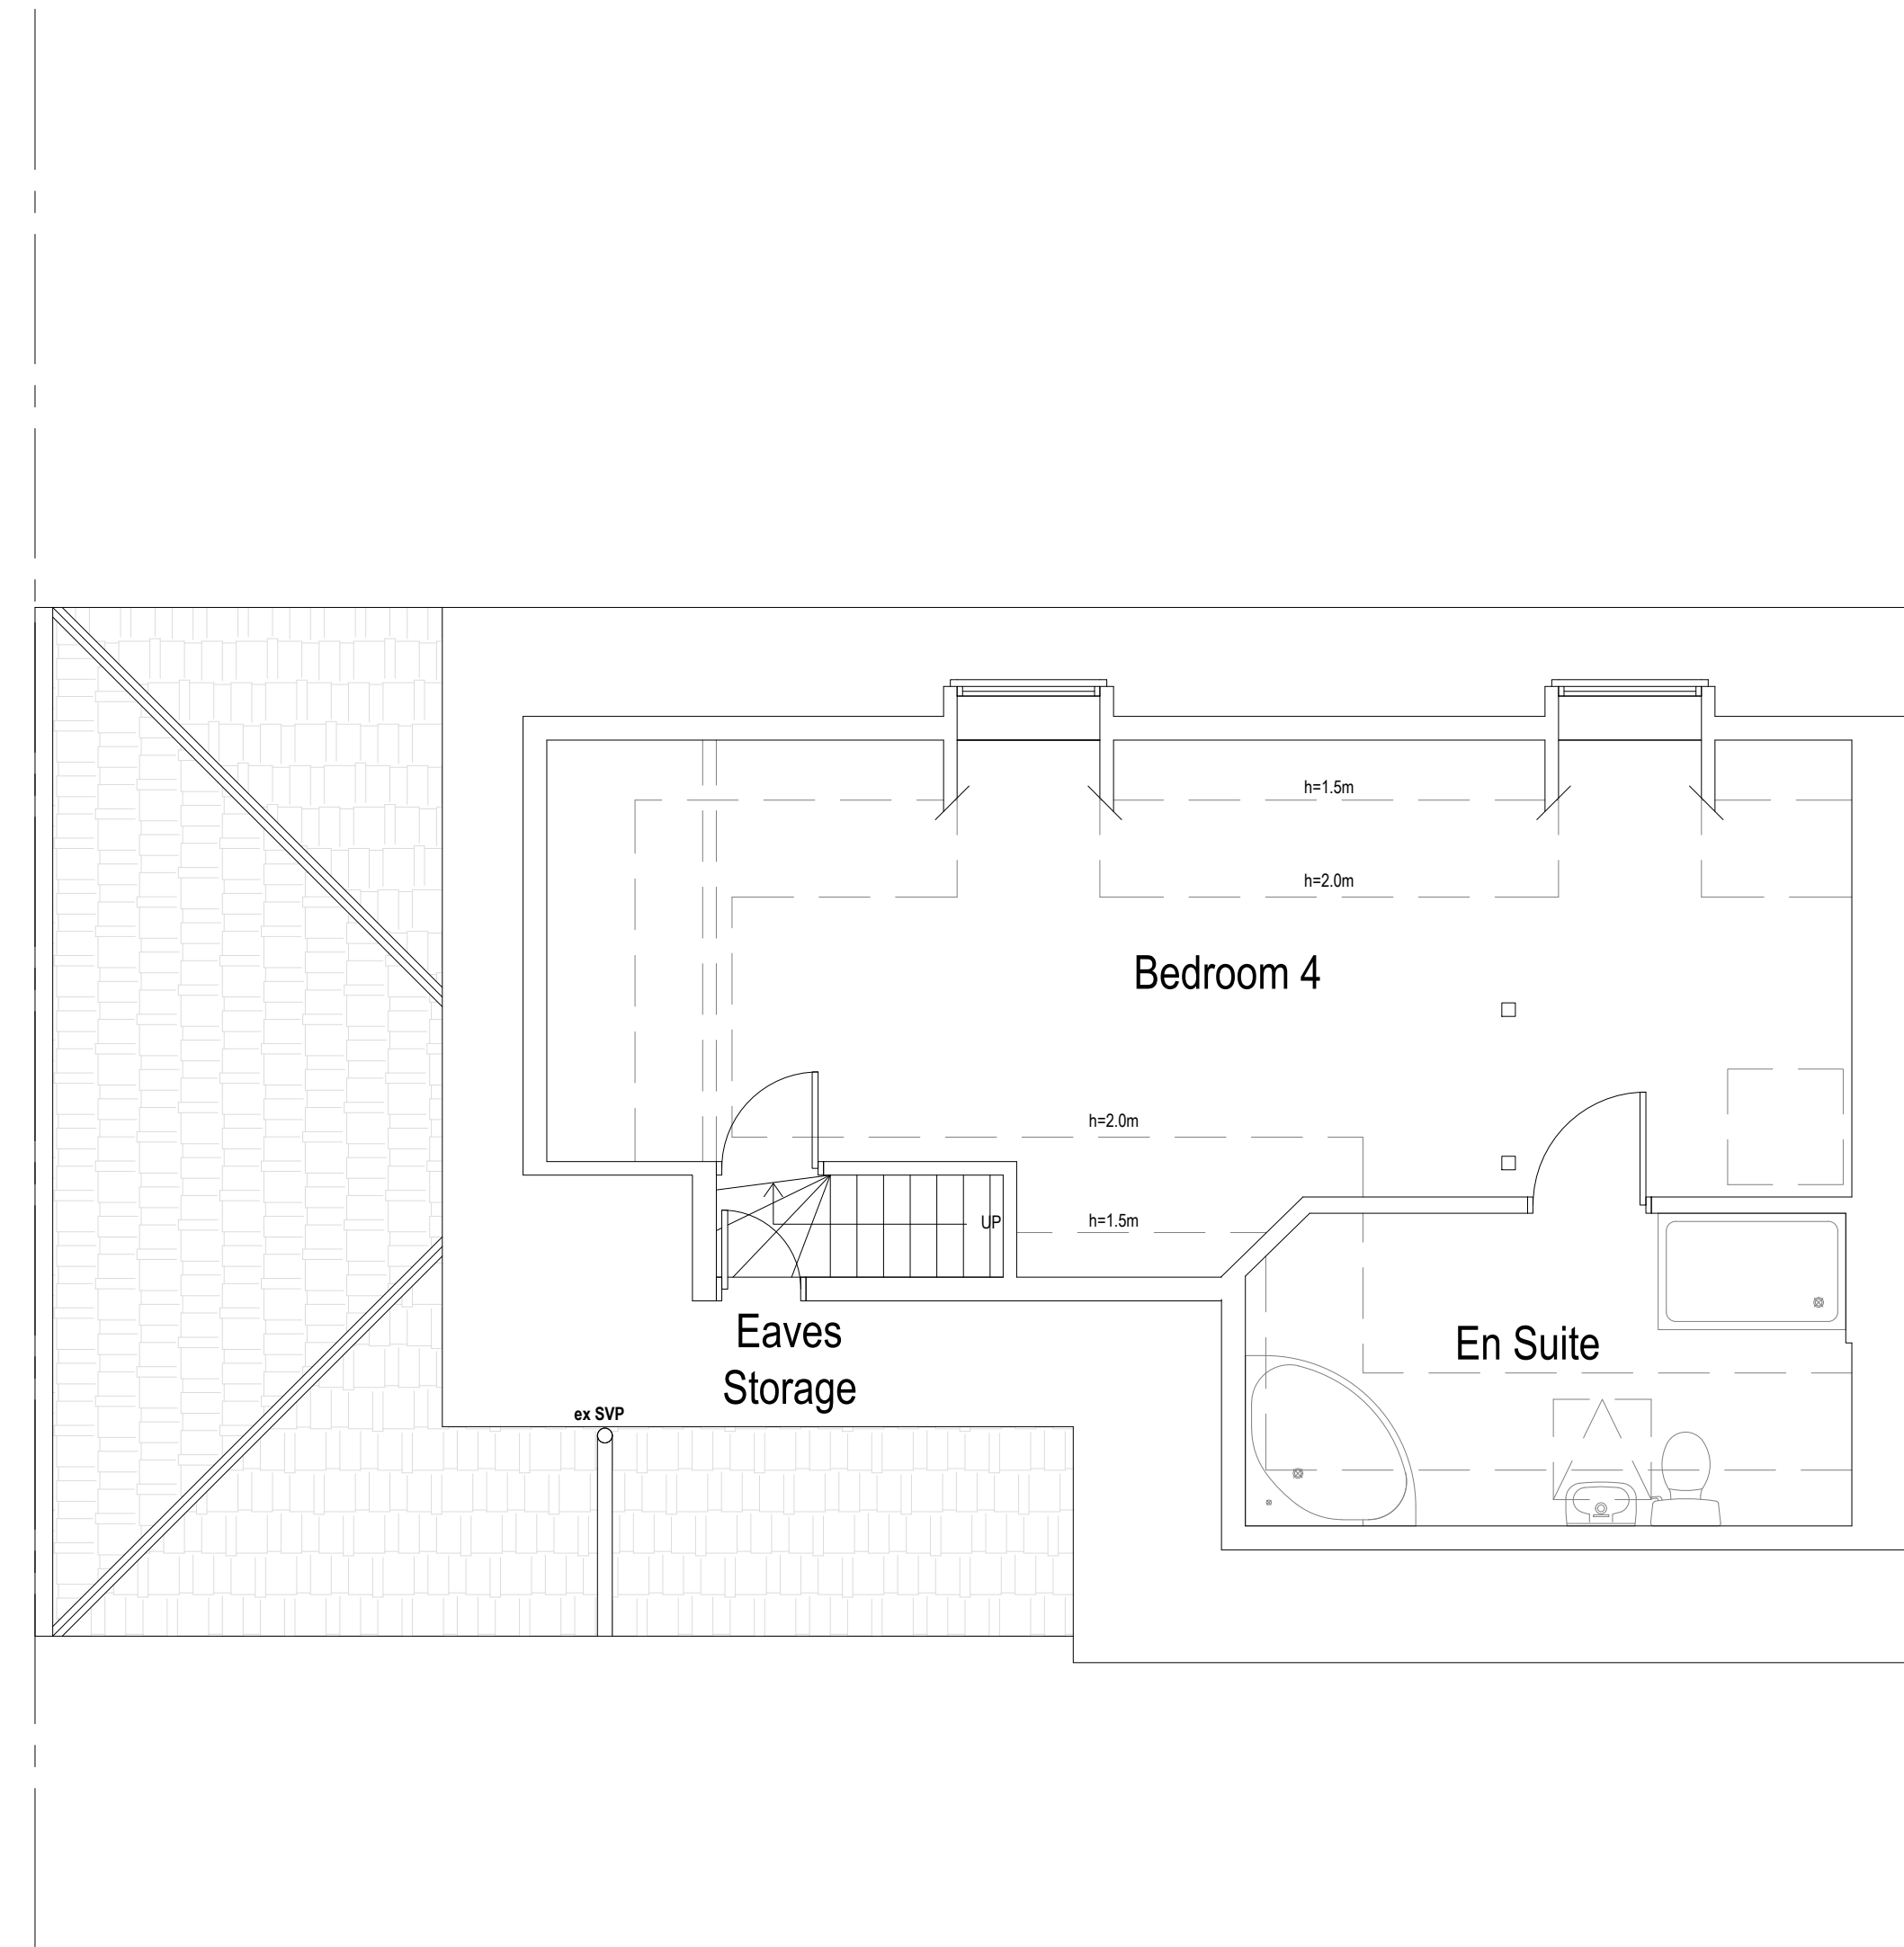 h=1.5m
h=2.0m
Bedroom 4
h=2.0m
UP
h=1.5m
Eaves
Storage
En Suite
ex SVP